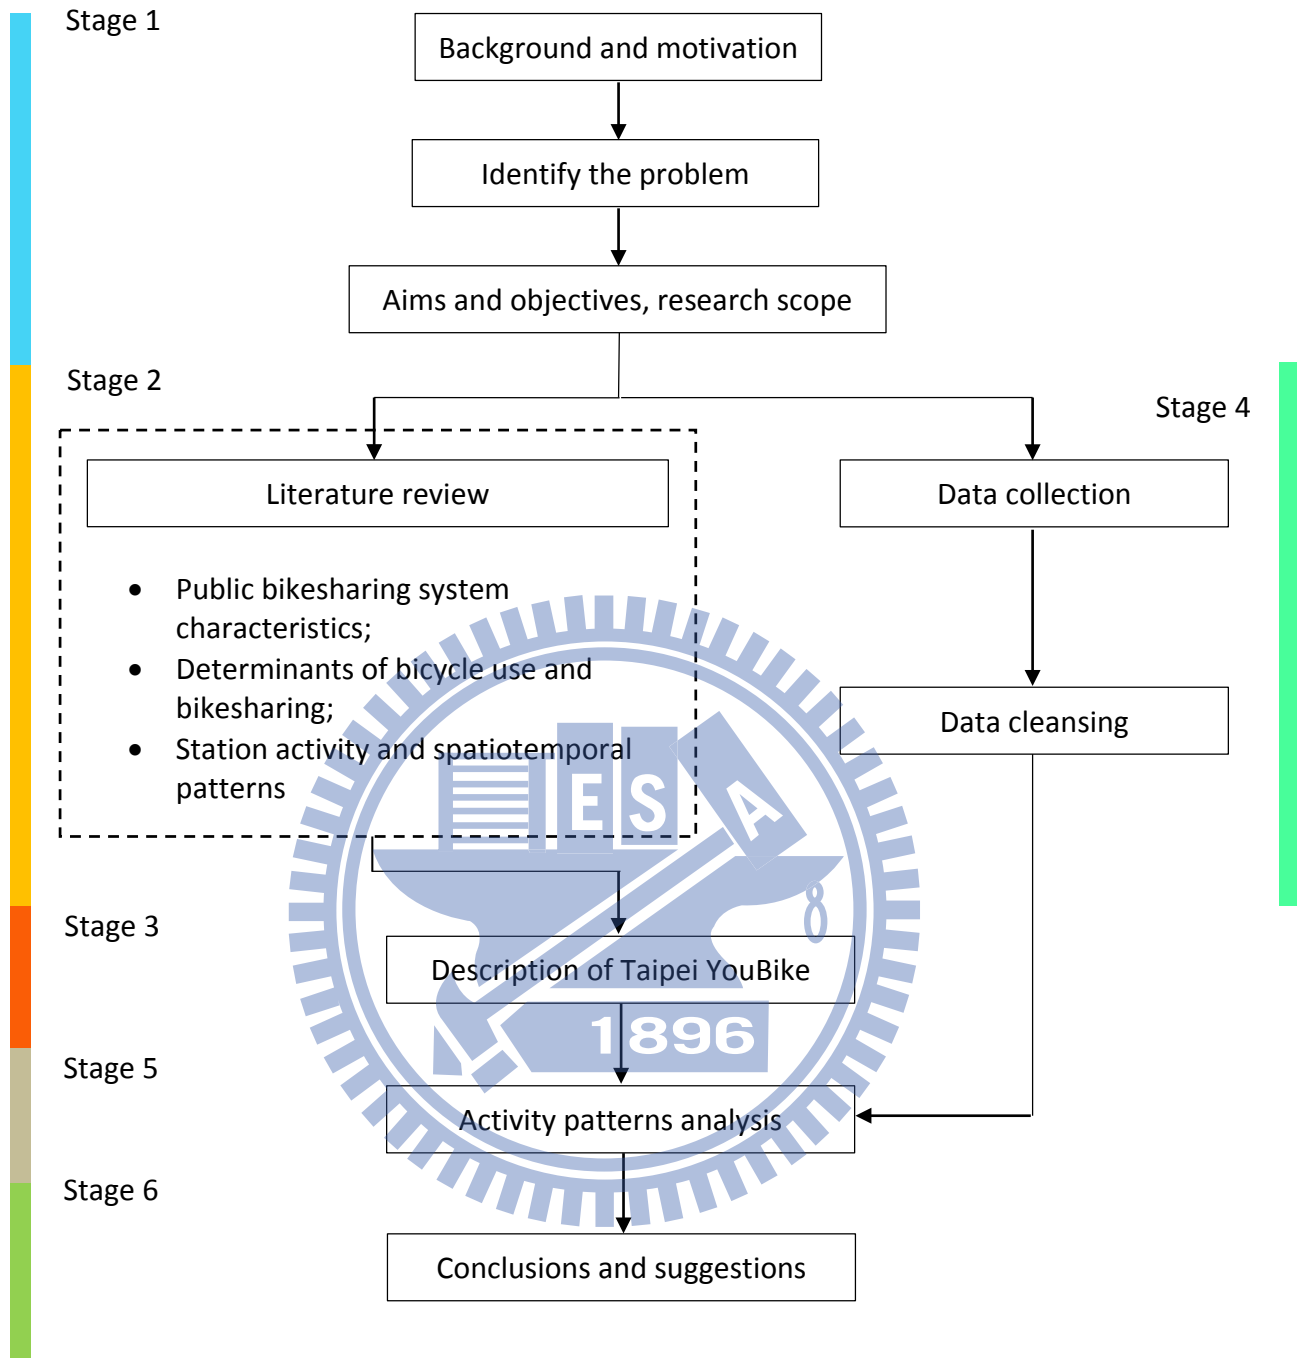 Stage 1
Background and motivation
Identify the problem
Aims and objectives, research scope
Stage 2
Stage 4
Literature review
Data collection
• Public bikesharing system
characteristics;
• Determinants of bicycle use and
bikesharing;
• Station activity and spatiotemporal
patterns
Data cleansing
E S A
8
Stage 3
Description of Taipei YouBike
1896
Stage 5
Activity patterns analysis
Stage 6
Conclusions and suggestions